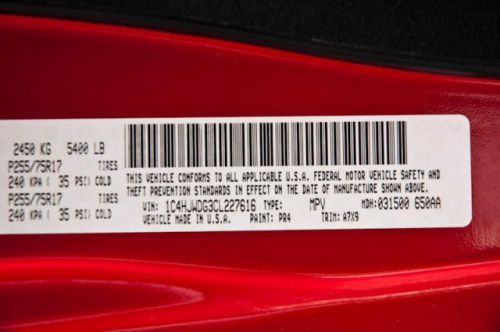 2450 KG 5400 LB
P255/75R17 TIRES
240 KPA ( 35 PSI) COLD
P255/75R17 TIRES
240 KPA ( 35 PSI) COLD
THIS VEHICLE CONFORMS TO ALL APPLICABLE U.S.A. FEDERAL MOTOR VEHICLE SAFETY AND
THEFT PREVENTION STANDARDS IN EFFECT ON THE DATE OF MANUFACTURE SHOWN ABOVE.
VIN: 1C4HJWDG3CL227616 TYPE: MPV MDH: 031500 650AA
VEHICLE MADE IN U.S.A. PAINT: PR4 TRIM: A7X9